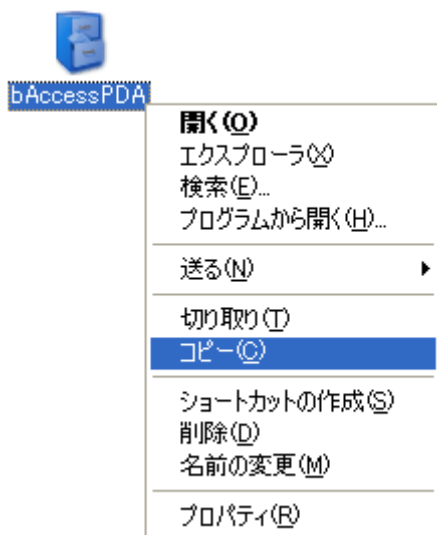 bAccessPDA
開く(O)
エクスプローラ(X)
検索(E)...
プログラムから開く(H)...
送る(N)
切り取り(T)
コピー(C)
ショートカットの作成(S)
削除(D)
名前の変更(M)
プロパティ(R)